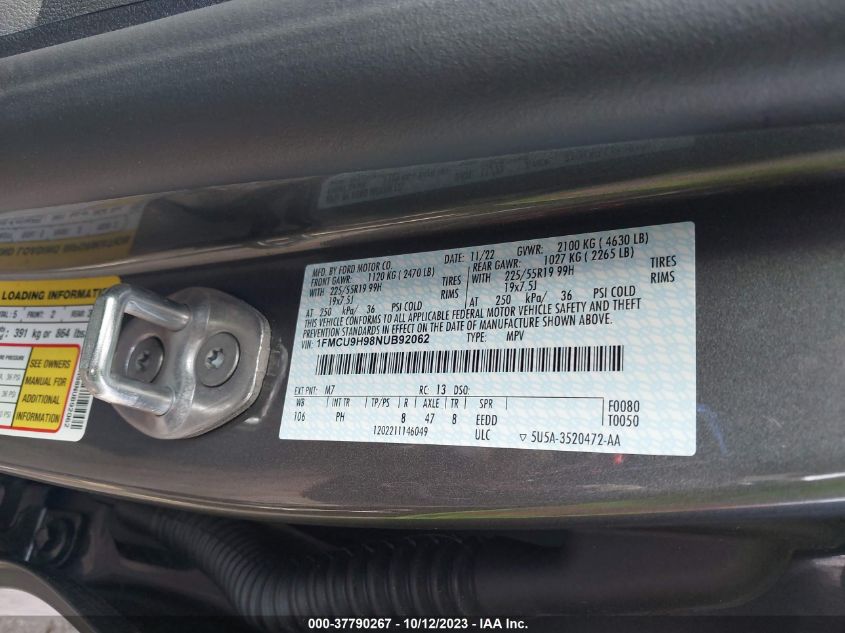 MFD. BY FORD MOTOR CO. DATE: 11/22 GVWR: 2100 KG ( 4630 LB)
FRONT GAWR: 1120 KG ( 2470 LB) REAR GAWR: 1027 KG ( 2265 LB)
WITH 225/55R19 99H TIRES WITH 225/55R19 99H TIRES
19x7.5J RIMS 19x7.5J RIMS
AT 250 kPa/ 36 PSI COLD AT 250 kPa/ 36 PSI COLD
THIS VEHICLE CONFORMS TO ALL APPLICABLE FEDERAL MOTOR VEHICLE SAFETY AND THEFT
PREVENTION STANDARDS IN EFFECT ON THE DATE OF MANUFACTURE SHOWN ABOVE.
VIN: 1FMCU9H98NUB92062 TYPE: MPV
EXT PNT: M7 RC: 13 DSO:
WB INT TR TP/PS R AXLE TR SPR F0080
106 PH 8 47 8 EEDD T0050
1202211146049 ULC ▽ 5U5A-3520472-AA
LOADING INFORMATION
5 FRONT: 2 REAR:
391 kg or 864 lbs
SEE OWNERS
MANUAL FOR
ADDITIONAL
INFORMATION
000-37790267 - 10/12/2023 - IAA Inc.